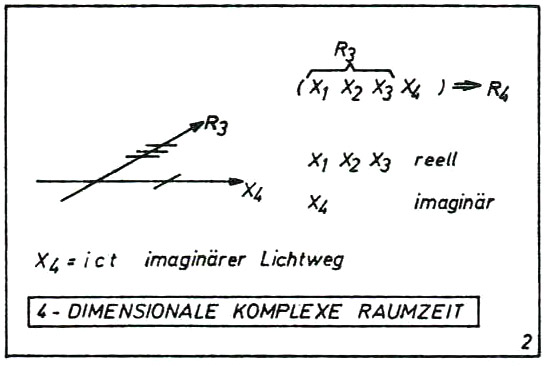 R3
( X1 X2 X3 X4 ) ⇒ R4
R3
X4
X1 X2 X3 reell
X4 imaginär
X4 = i c t imaginärer Lichtweg
4 - DIMENSIONALE KOMPLEXE RAUMZEIT
2